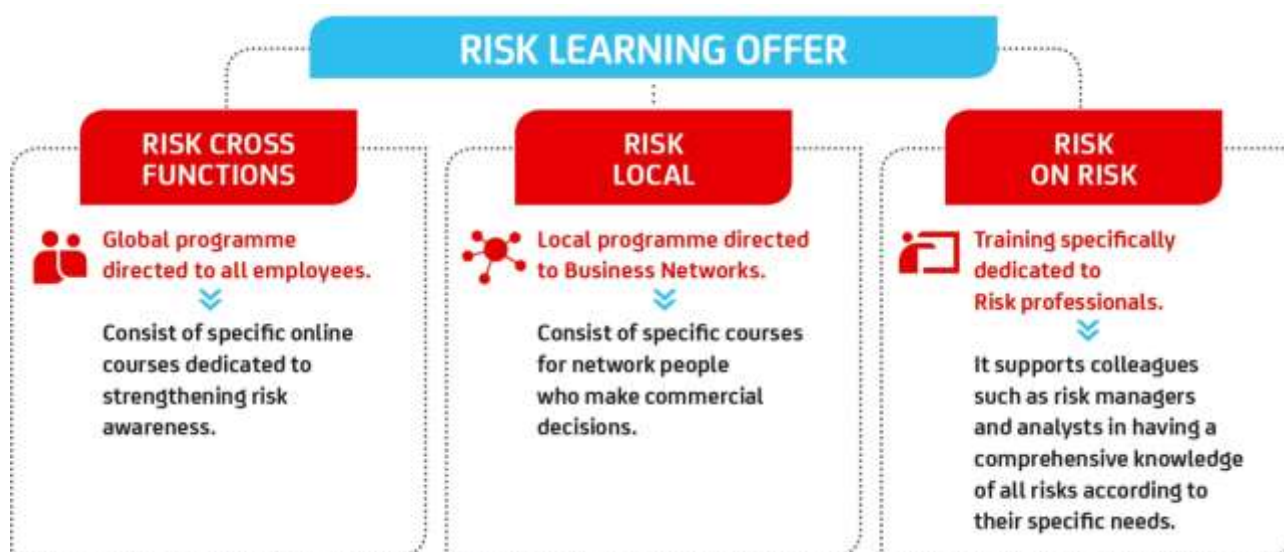 RISK LEARNING OFFER
RISK CROSS
FUNCTIONS
Global programme
directed to all employees.
Consist of specific online
courses dedicated to
strengthening risk
awareness.
RISK
LOCAL
Local programme directed
to Business Networks.
Consist of specific courses
for network people
who make commercial
decisions.
RISK
ON RISK
Training specifically
dedicated to
Risk professionals.
It supports colleagues
such as risk managers
and analysts in having a
comprehensive knowledge
of all risks according to
their specific needs.